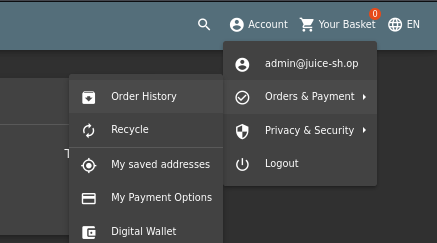 Account
Your Basket
0
EN
admin@juice-sh.op
Orders & Payment
Privacy & Security
Logout
Order History
Recycle
My saved addresses
My Payment Options
Digital Wallet